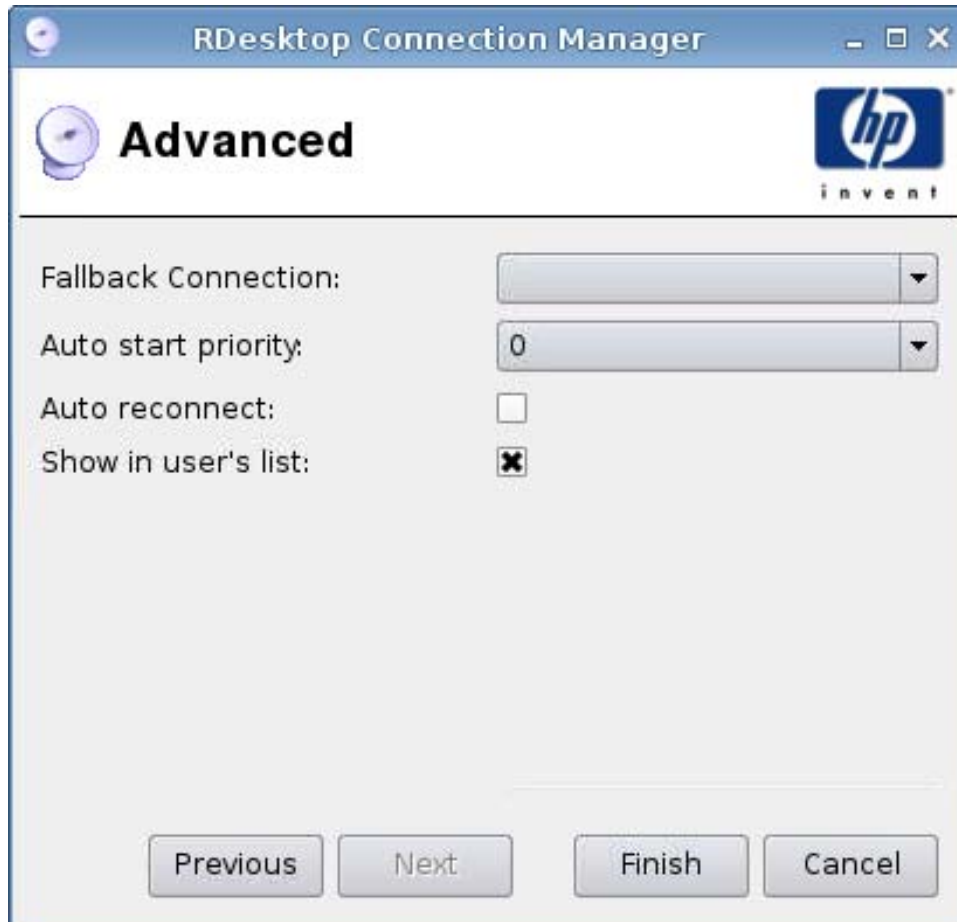 RDesktop Connection Manager
Advanced
hp
invent
Fallback Connection:
Auto start priority: 0
Auto reconnect:
Show in user's list:
Previous Next Finish Cancel